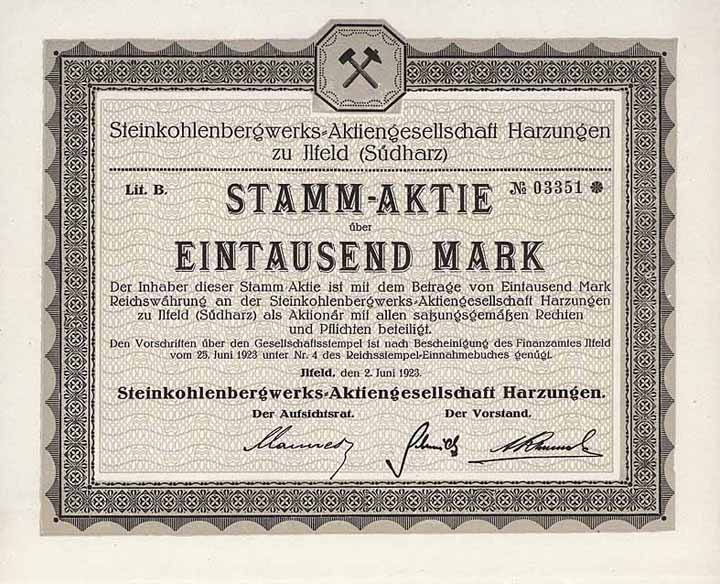 Steinkohlenbergwerks-Aktiengesellschaft Harzungen
zu Ilfeld (Südharz)
Lit. B.
№ 03351
STAMM-AKTIE
über
EINTAUSEND MARK
Der Inhaber dieser Stamm Aktie ist mit dem Betrage von Eintausend Mark
Reichswährung an der Steinkohlenbergwerks-Aktiengesellschaft Harzungen
zu Ilfeld (Südharz) als Aktionär mit allen satzungsgemäßen Rechten
und Pflichten beteiligt.
Den Vorschriften über den Gesellschaftsstempel ist nach Bescheinigung des Finanzamtes Ilfeld
vom 25. Juni 1923 unter Nr. 4 des Reichsstempel-Einnahmebuches genügt.
Ilfeld, den 2. Juni 1923.
Steinkohlenbergwerks-Aktiengesellschaft Harzungen.
Der Aufsichtsrat. Der Vorstand.